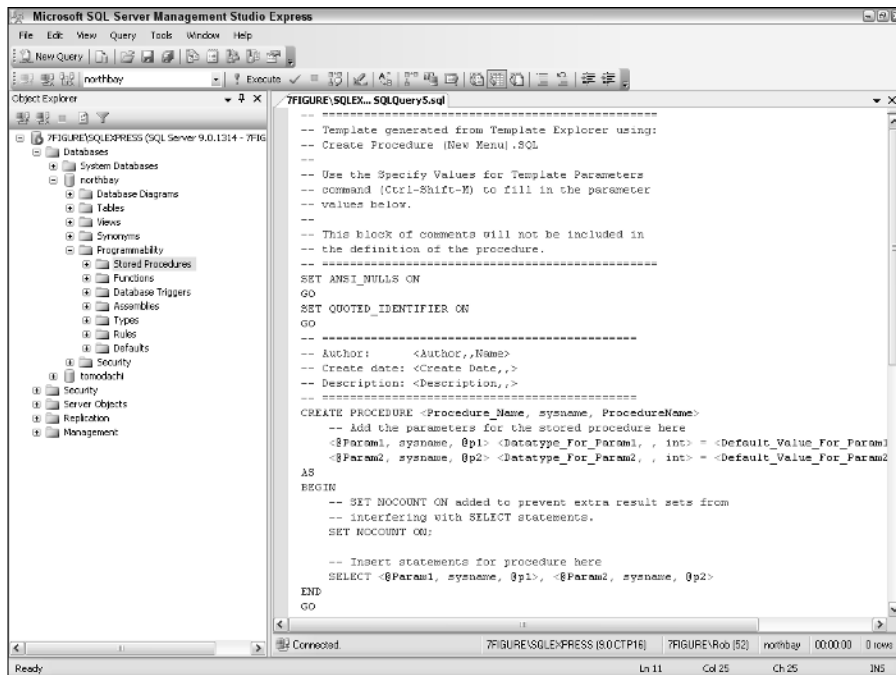 Microsoft SQL Server Management Studio Express
File Edit View Query Tools Window Help
New Query
northbay
Execute
Object Explorer
7FIGURE\SQLEXPRESS (SQL Server 9.0.1314 - 7FIG
Databases
System Databases
northbay
Database Diagrams
Tables
Views
Synonyms
Programmability
Stored Procedures
Functions
Database Triggers
Assemblies
Types
Rules
Defaults
Security
tomodachi
Security
Server Objects
Replication
Management
7FIGURE\SQLEX... SQLQuery5.sql
-- =============================================
-- Template generated from Template Explorer using:
-- Create Procedure (New Menu).SQL
--
-- Use the Specify Values for Template Parameters
-- command (Ctrl-Shift-M) to fill in the parameter
-- values below.
--
-- This block of comments will not be included in
-- the definition of the procedure.
-- =============================================
SET ANSI_NULLS ON
GO
SET QUOTED_IDENTIFIER ON
GO
-- =============================================
-- Author: <Author,,Name>
-- Create date: <Create Date,,>
-- Description: <Description,,>
-- =============================================
CREATE PROCEDURE <Procedure_Name, sysname, ProcedureName>
-- Add the parameters for the stored procedure here
<@Param1, sysname, @p1> <Datatype_For_Param1, , int> = <Default_Value_For_Param1
<@Param2, sysname, @p2> <Datatype_For_Param2, , int> = <Default_Value_For_Param2
AS
BEGIN
-- SET NOCOUNT ON added to prevent extra result sets from
-- interfering with SELECT statements.
SET NOCOUNT ON;
-- Insert statements for procedure here
SELECT <@Param1, sysname, @p1>, <@Param2, sysname, @p2>
END
GO
Connected. 7FIGURE\SQLEXPRESS (9.0 CTP16) 7FIGURE\Rob (52) northbay 00:00:00 0 rows
Ready Ln 11 Col 25 Ch 25 INS